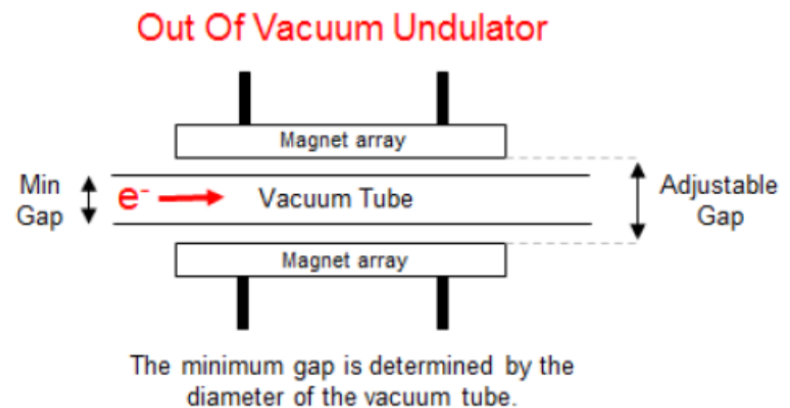 Out Of Vacuum Undulator
Magnet array
Min
Gap
e-
Vacuum Tube
Adjustable
Gap
Magnet array
The minimum gap is determined by the
diameter of the vacuum tube.